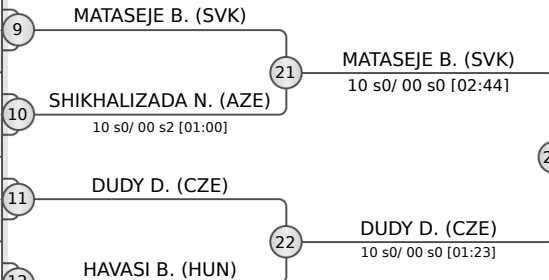 MATASEJE B. (SVK)
9
21
MATASEJE B. (SVK)
10 s0/ 00 s0 [02:44]
SHIKHALIZADA N. (AZE)
10
10 s0/ 00 s2 [01:00]
DUDY D. (CZE)
11
22
DUDY D. (CZE)
10 s0/ 00 s0 [01:23]
HAVASI B. (HUN)